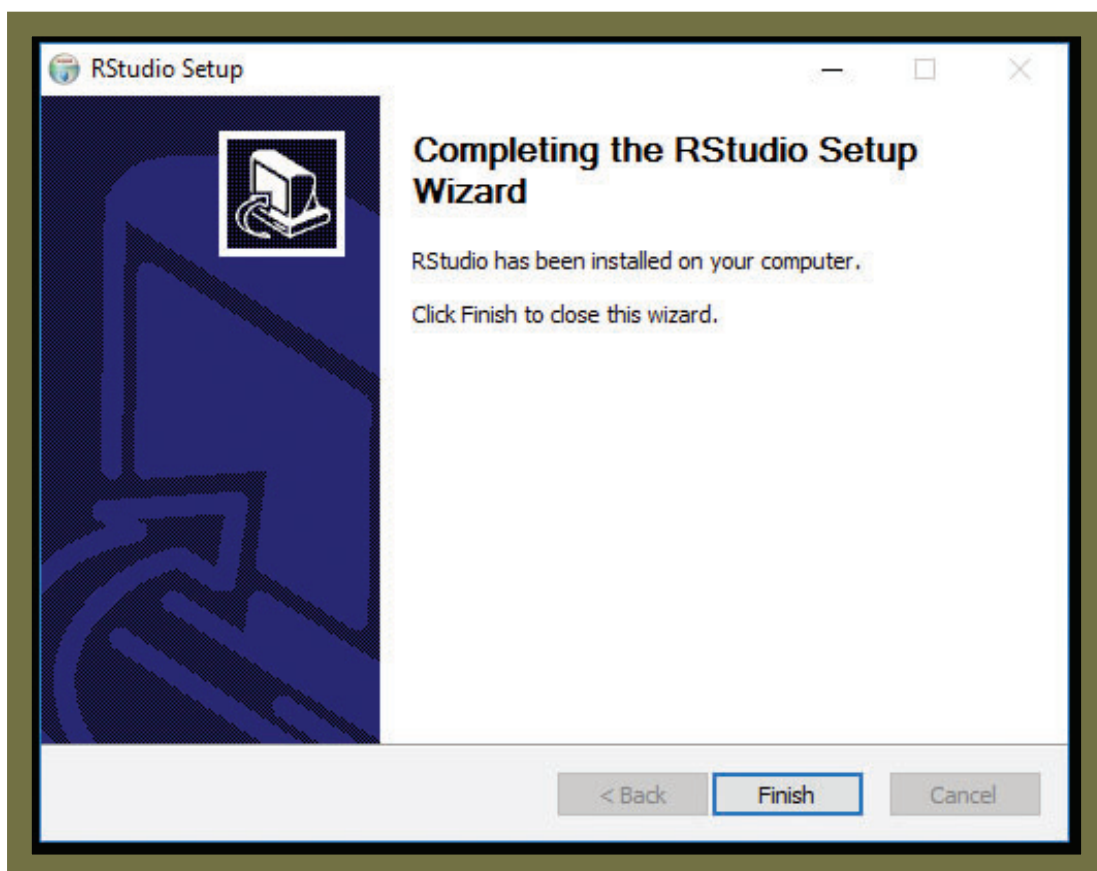 RStudio Setup
Completing the RStudio Setup
Wizard
RStudio has been installed on your computer.
Click Finish to close this wizard.
< Back
Finish
Cancel